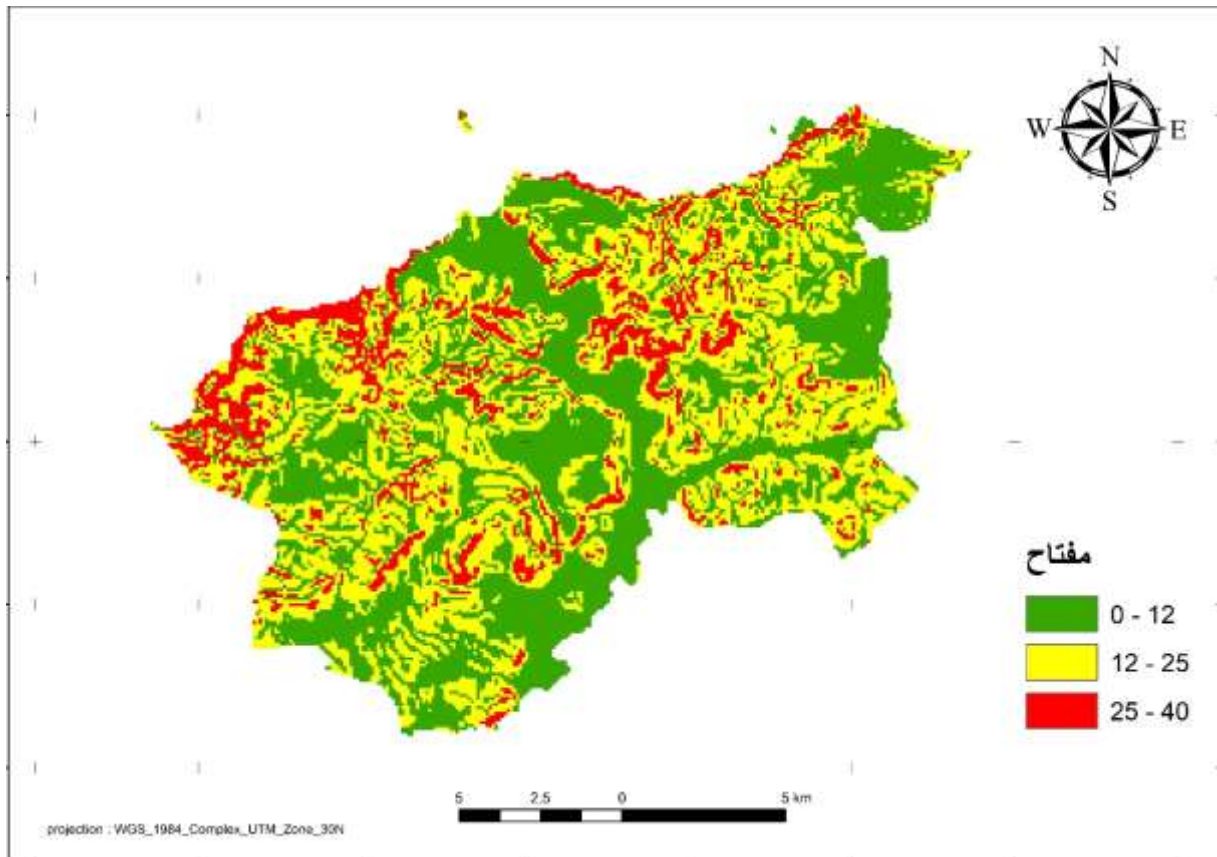 N
W E
S
مفتاح
0 - 12
12 - 25
25 - 40
5 2.5 0 5 km
projection : WGS_1984_Complex_UTM_Zone_30N